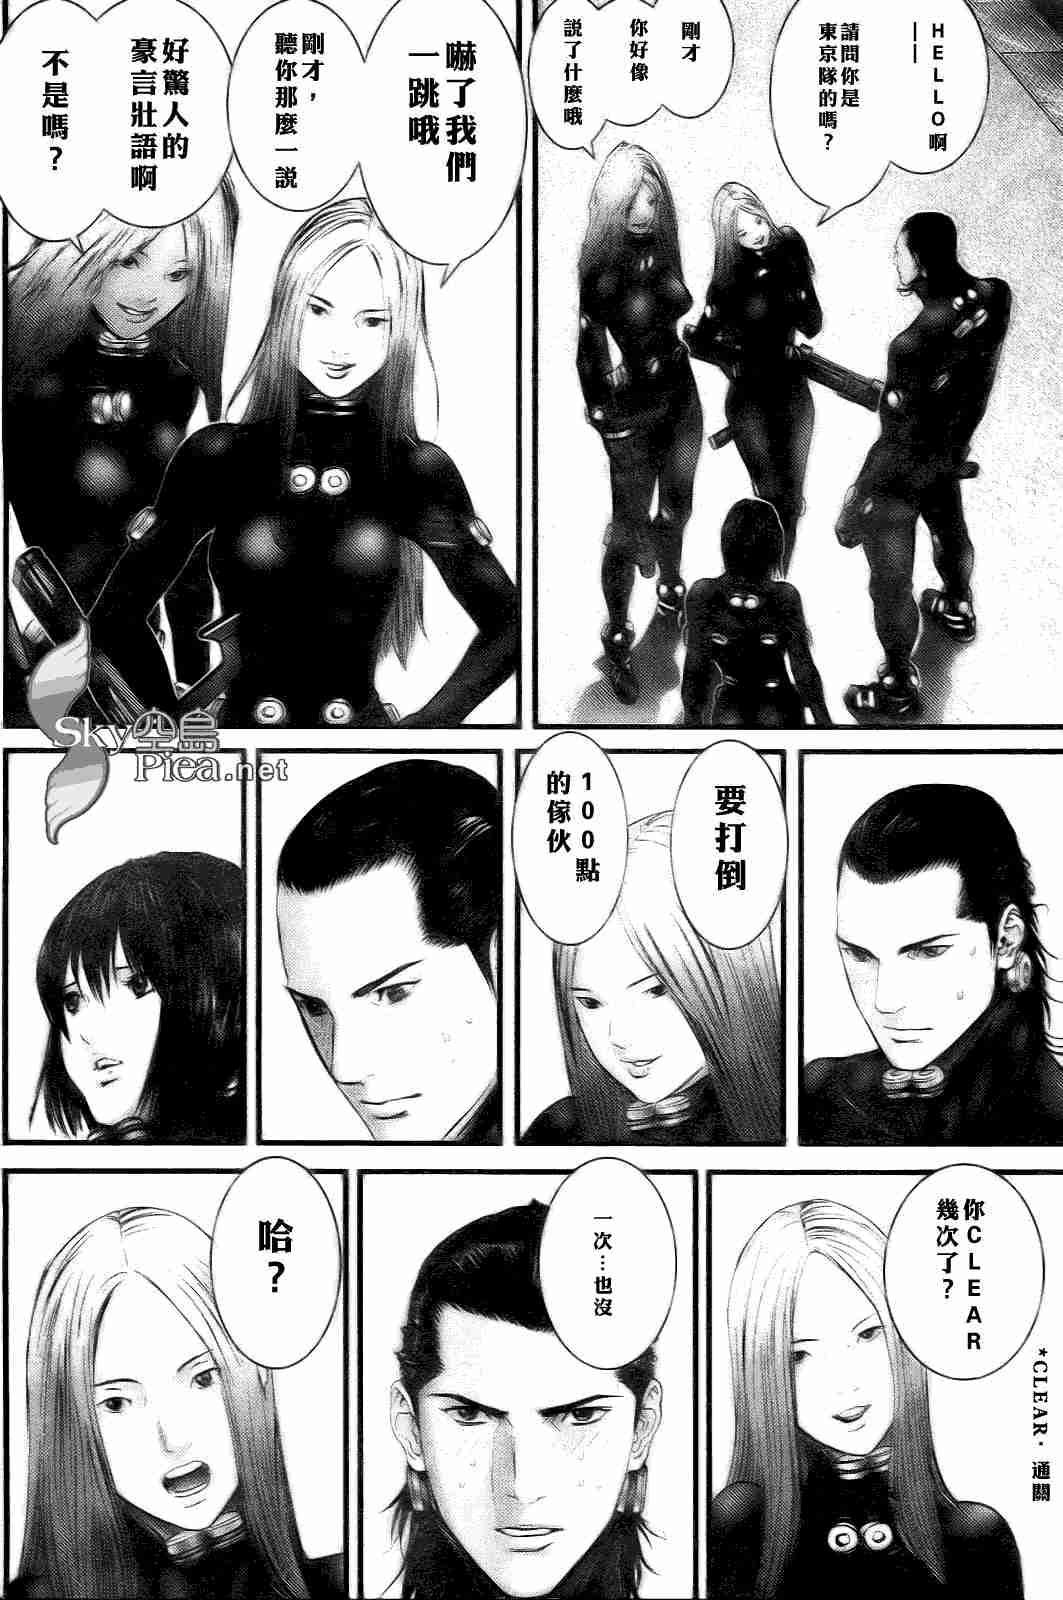 HELLO啊
——
請問你是
東京隊的嗎？
剛才
你好像
說了什麼哦
嚇了我們
一跳哦
剛才，
聽你那麼一説
好驚人的
豪言壯語啊
不是嗎？
要打倒
100點
的傢伙
你CLEAR
幾次了？
*CLEAR・通關
一次…也沒
哈？
Sky空島
Piea.net